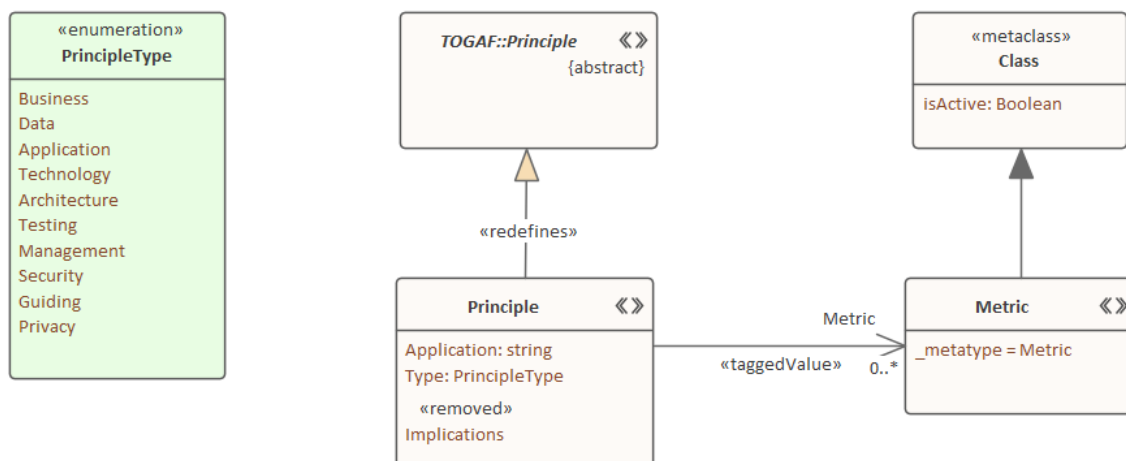 «enumeration»
PrincipleType
Business
Data
Application
Technology
Architecture
Testing
Management
Security
Guiding
Privacy
TOGAF::Principle
{abstract}
«metaclass»
Class
isActive: Boolean
«redefines»
Principle
Application: string
Type: PrincipleType
«removed»
Implications
Metric
«taggedValue»
0..*
Metric
_metatype = Metric